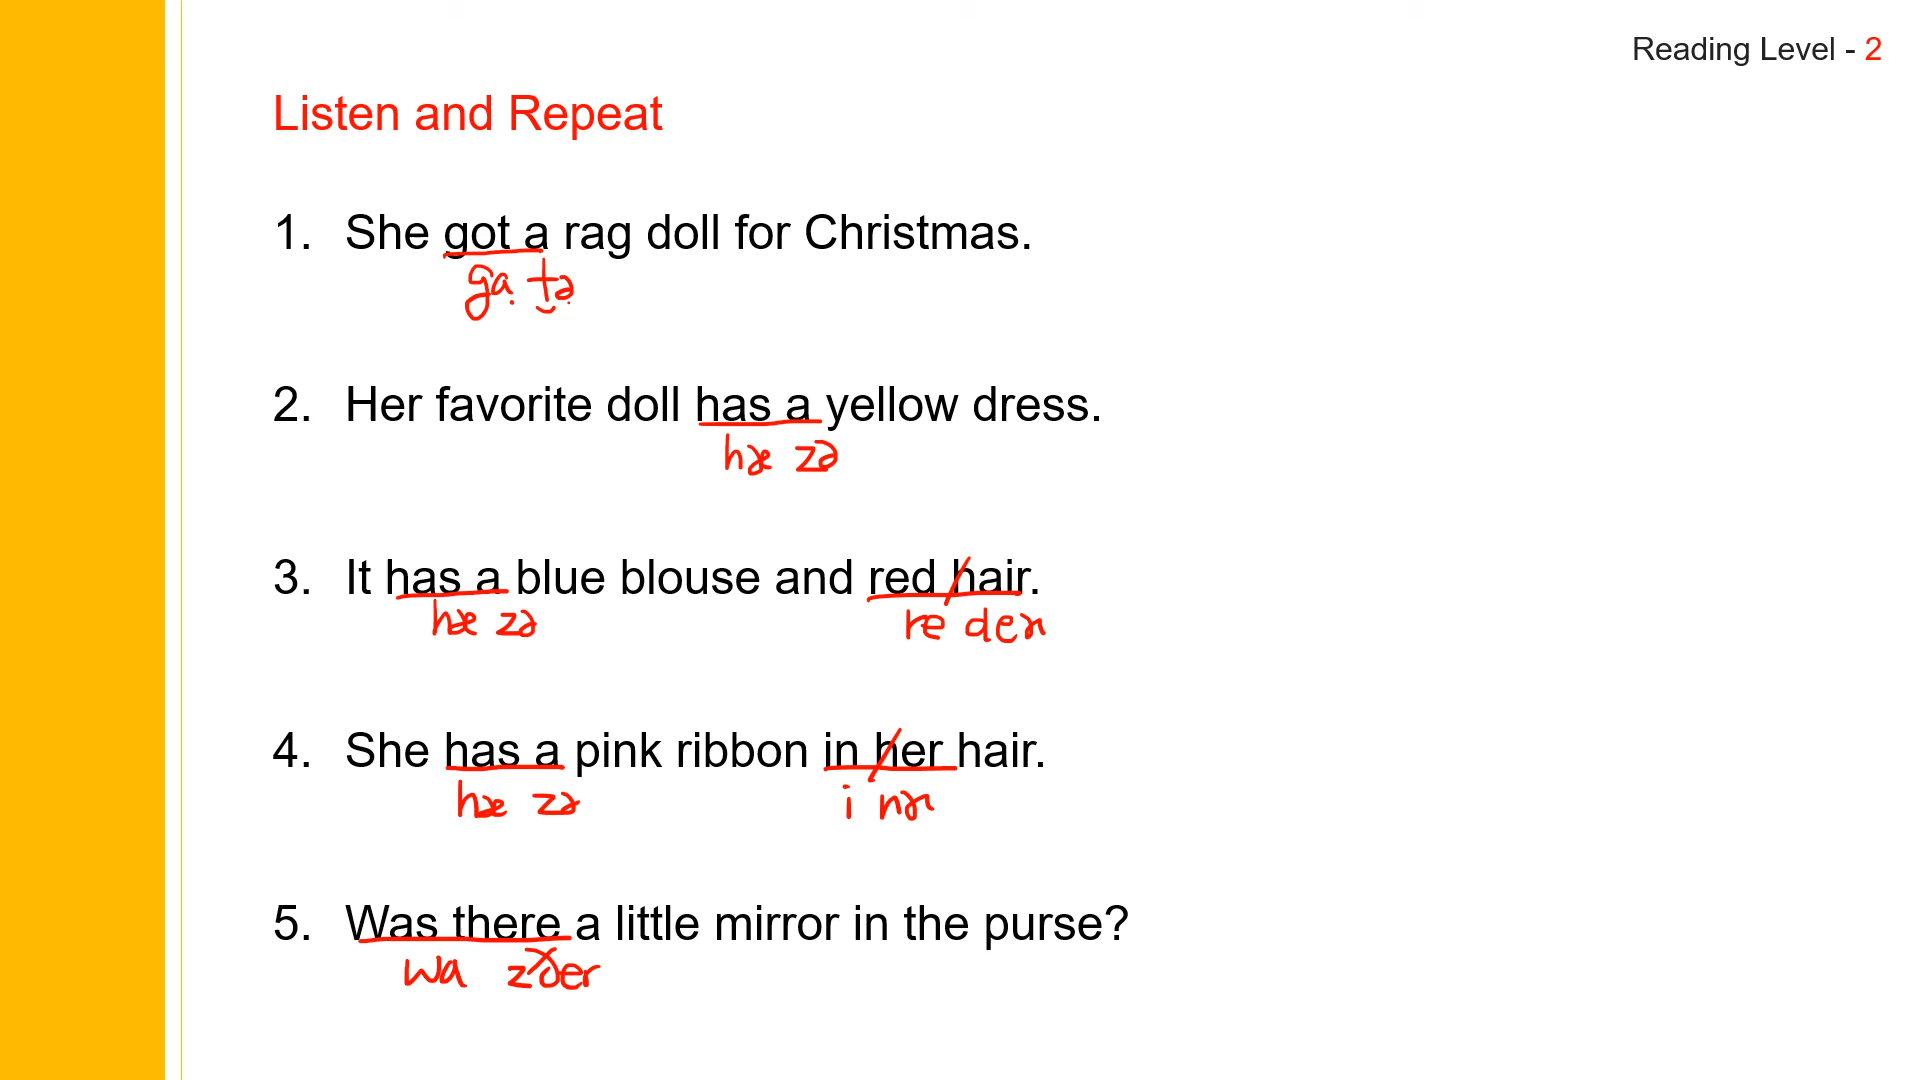 Reading Level - 2
Listen and Repeat
1. She got a rag doll for Christmas.
ga tə
2. Her favorite doll has a yellow dress.
hæ zə
3. It has a blue blouse and red hair.
hæ zə re der
4. She has a pink ribbon in her hair.
hæ zə i nɚ
5. Was there a little mirror in the purse?
wa zðer